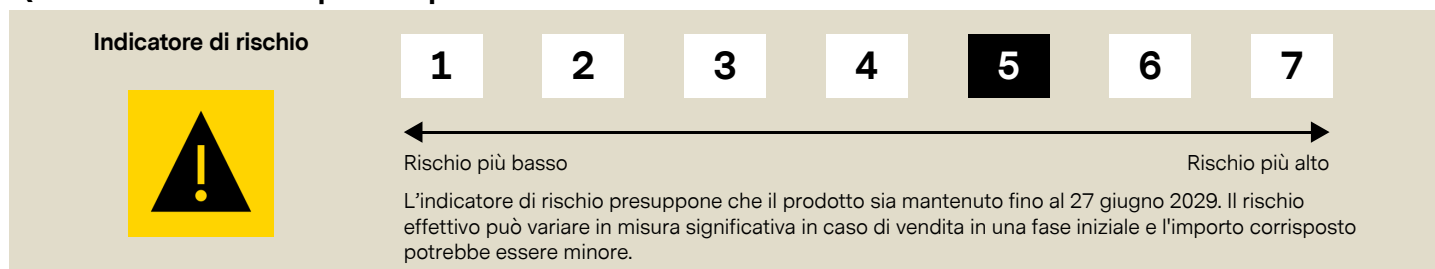 Indicatore di rischio
1 2 3 4 5 6 7
Rischio più basso Rischio più alto
L'indicatore di rischio presuppone che il prodotto sia mantenuto fino al 27 giugno 2029. Il rischio
effettivo può variare in misura significativa in caso di vendita in una fase iniziale e l'importo corrisposto
potrebbe essere minore.